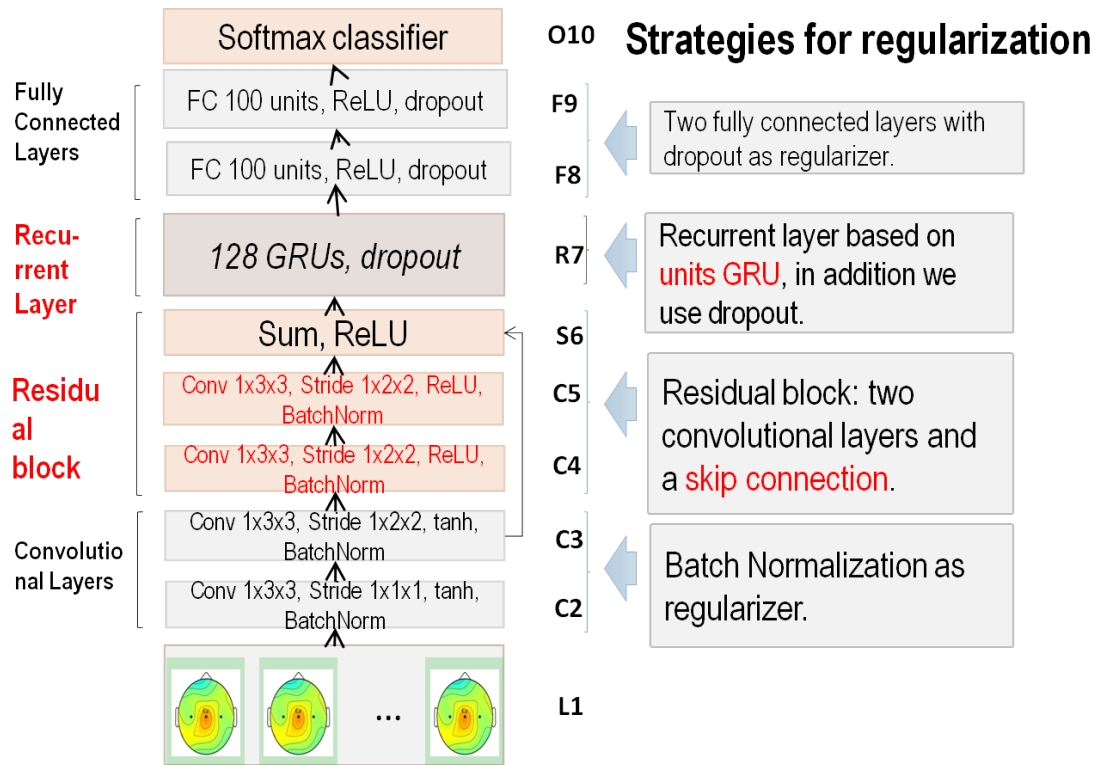 Softmax classifier
O10
Strategies for regularization
Fully
Connected
Layers
FC 100 units, ReLU, dropout
F9
FC 100 units, ReLU, dropout
F8
Two fully connected layers with
dropout as regularizer.
Recu-
rrent
Layer
128 GRUs, dropout
R7
Recurrent layer based on
units GRU, in addition we
use dropout.
Residu
al
block
Sum, ReLU
S6
Conv 1x3x3, Stride 1x2x2, ReLU,
BatchNorm
C5
Conv 1x3x3, Stride 1x2x2, ReLU,
BatchNorm
C4
Residual block: two
convolutional layers and
a skip connection.
Convolutio
nal Layers
Conv 1x3x3, Stride 1x2x2, tanh,
BatchNorm
C3
Conv 1x3x3, Stride 1x1x1, tanh,
BatchNorm
C2
Batch Normalization as
regularizer.
...
L1